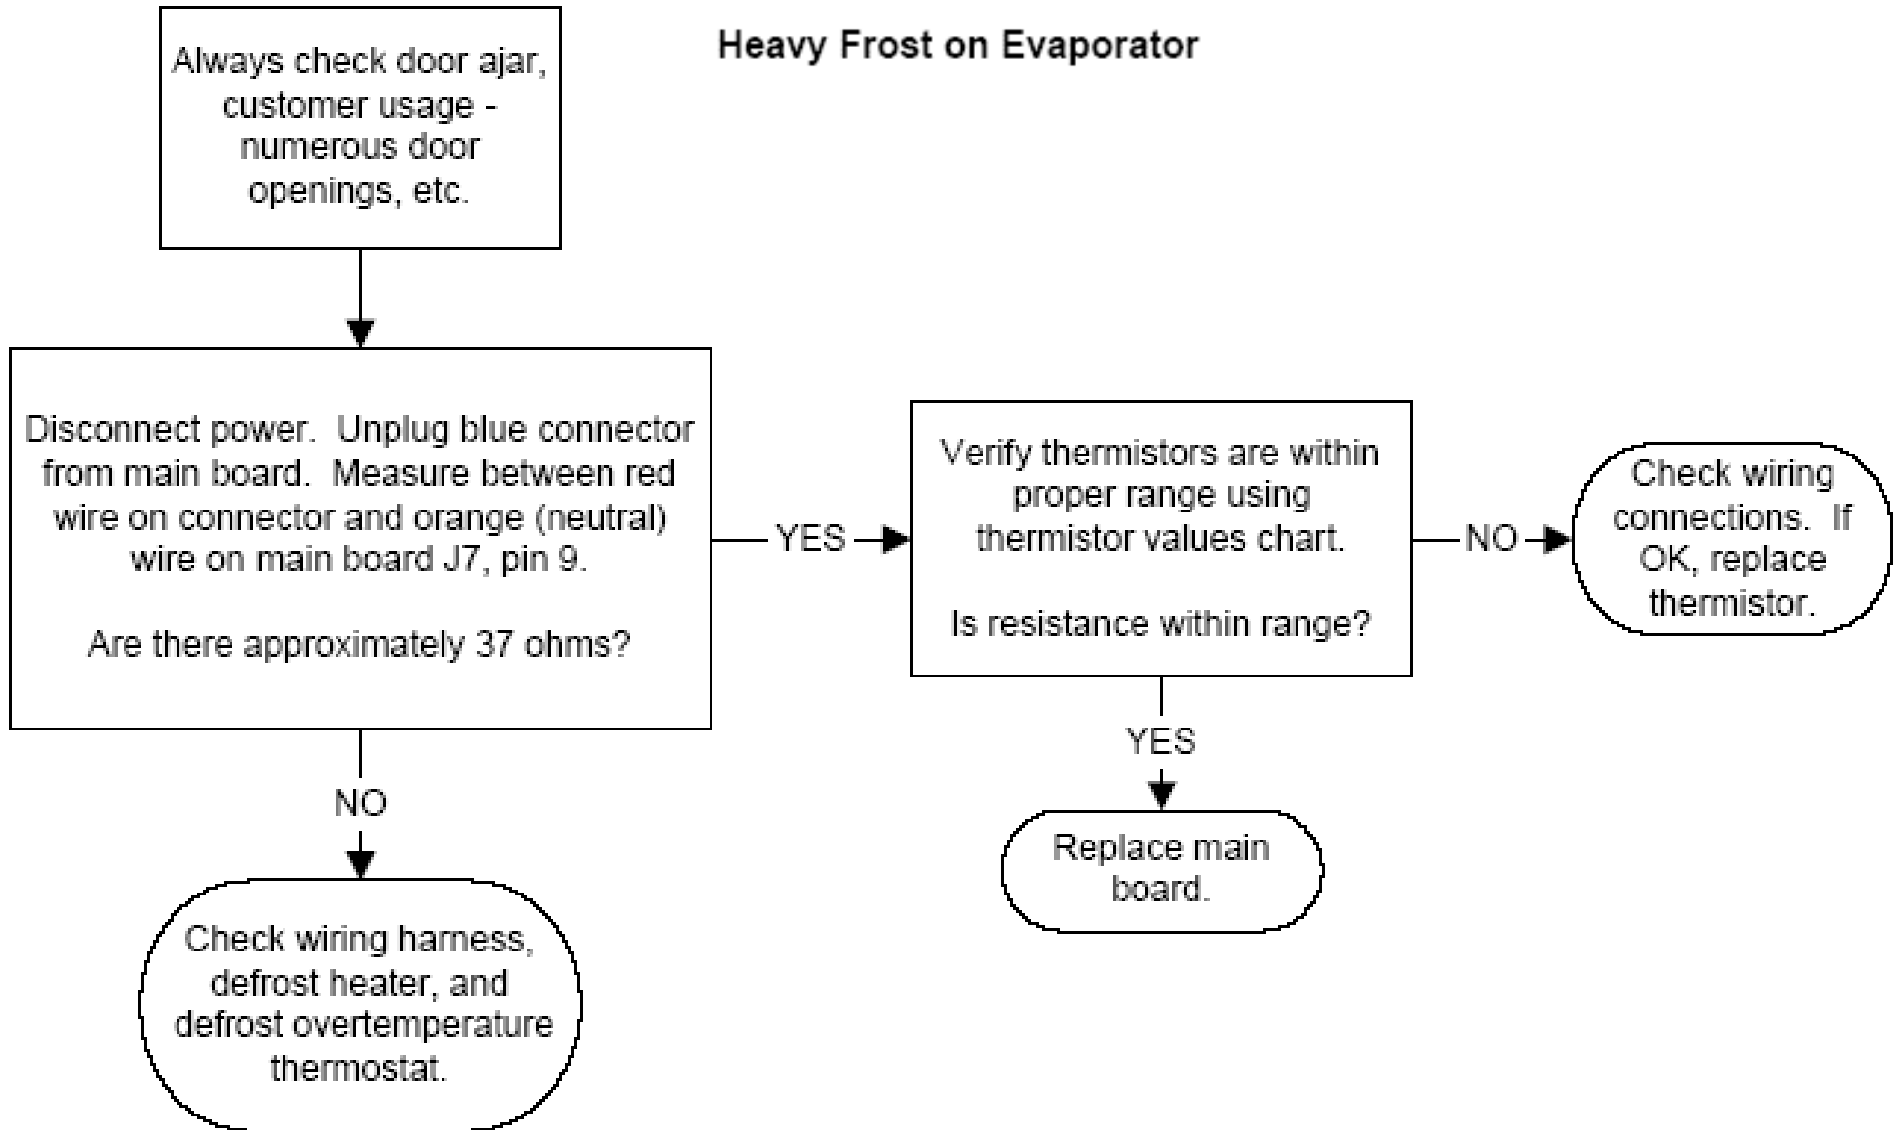 Heavy Frost on Evaporator
Always check door ajar,
customer usage -
numerous door
openings, etc.
Disconnect power.  Unplug blue connector
from main board.  Measure between red
wire on connector and orange (neutral)
wire on main board J7, pin 9.
Are there approximately 37 ohms?
YES
Verify thermistors are within
proper range using
thermistor values chart.
Is resistance within range?
NO
Check wiring
connections.  If
OK, replace
thermistor.
YES
Replace main
board.
NO
Check wiring harness,
defrost heater, and
defrost overtemperature
thermostat.